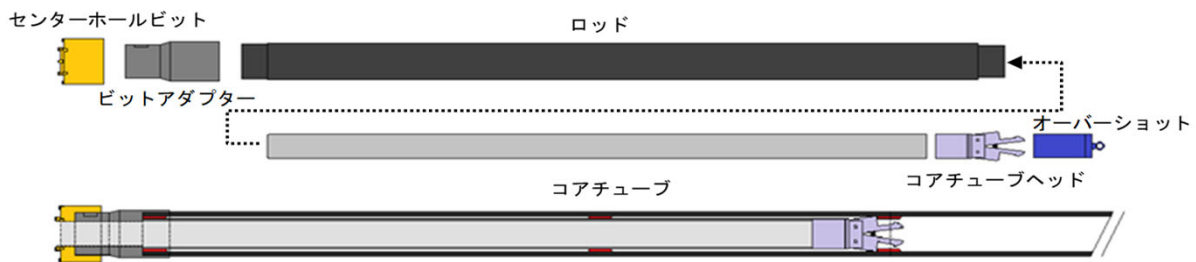 センターホールビット
ロッド
ビットアダプター
オーバーショット
コアチューブヘッド
コアチューブ